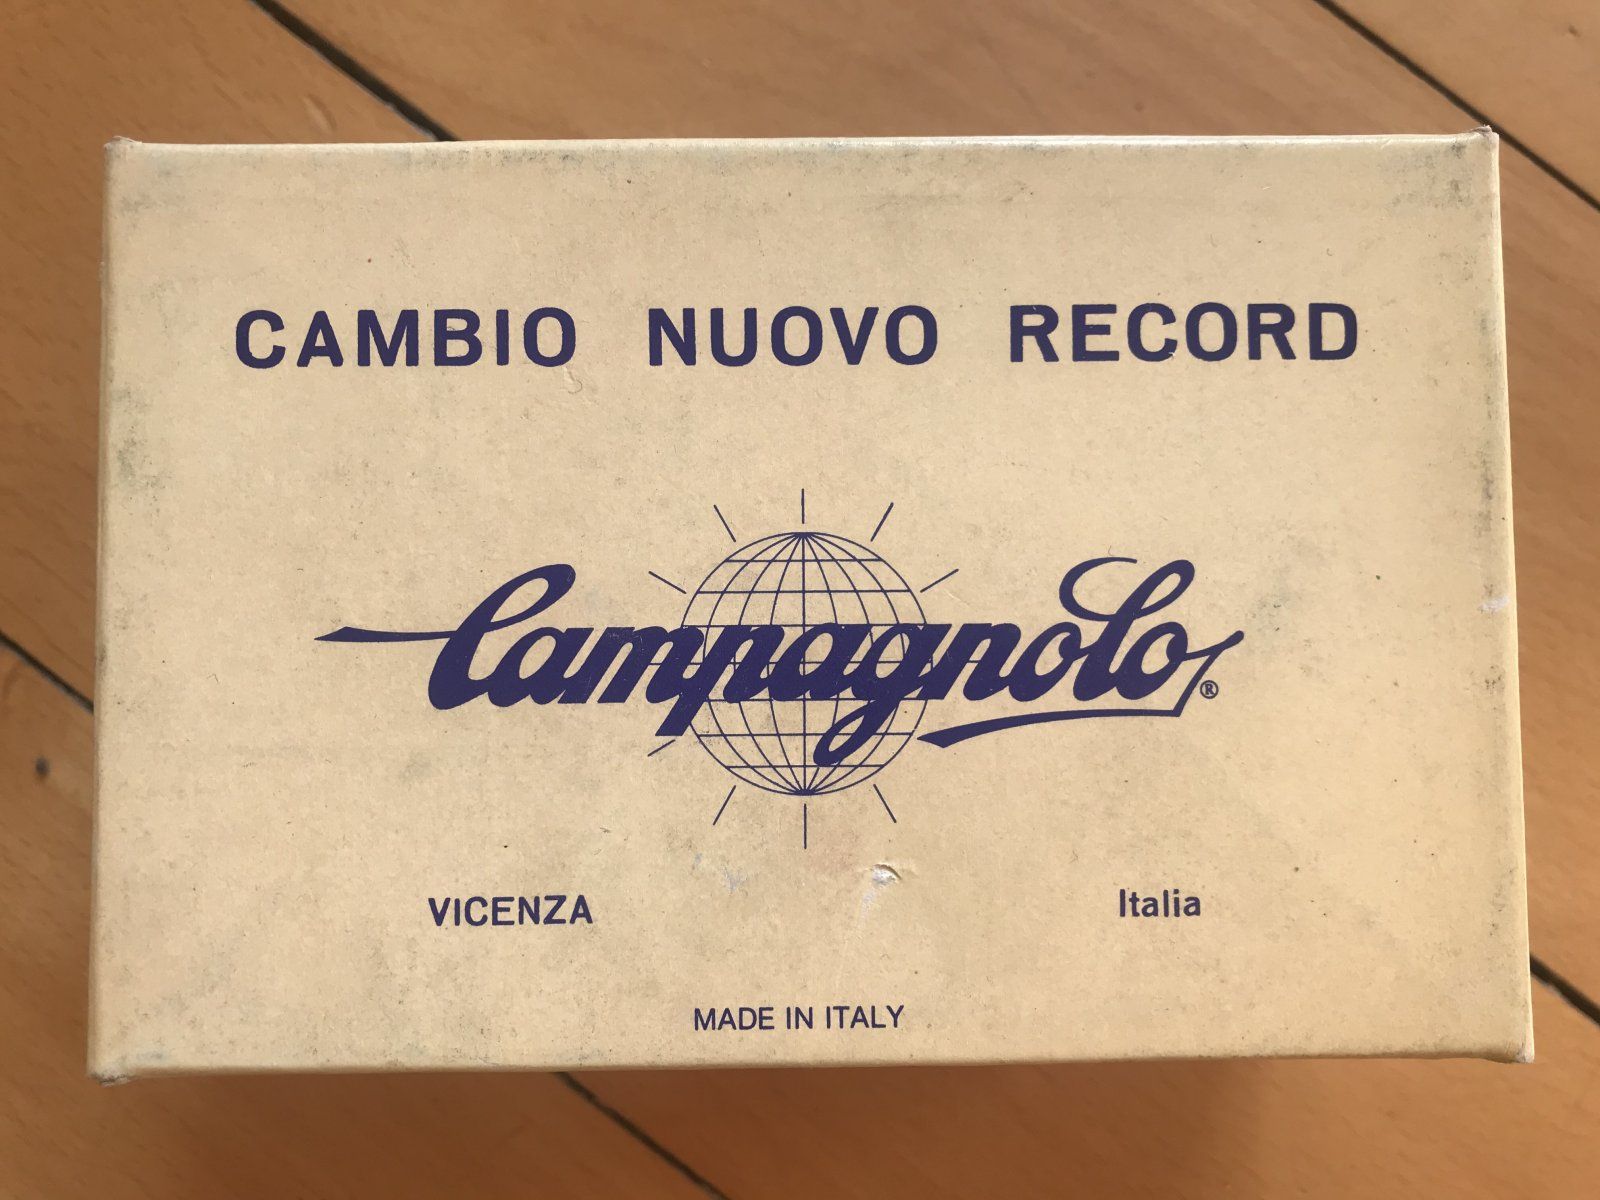 CAMBIO NUOVO RECORD
Campagnolo®
VICENZA Italia
MADE IN ITALY